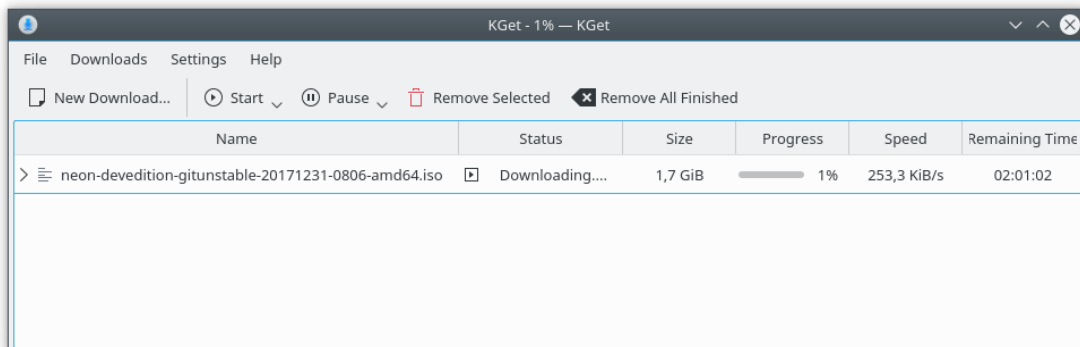 KGet - 1% — KGet
File Downloads Settings Help
New Download... Start Pause Remove Selected Remove All Finished
Name Status Size Progress Speed Remaining Time
neon-devedition-gitunstable-20171231-0806-amd64.iso Downloading.... 1,7 GiB 1% 253,3 KiB/s 02:01:02